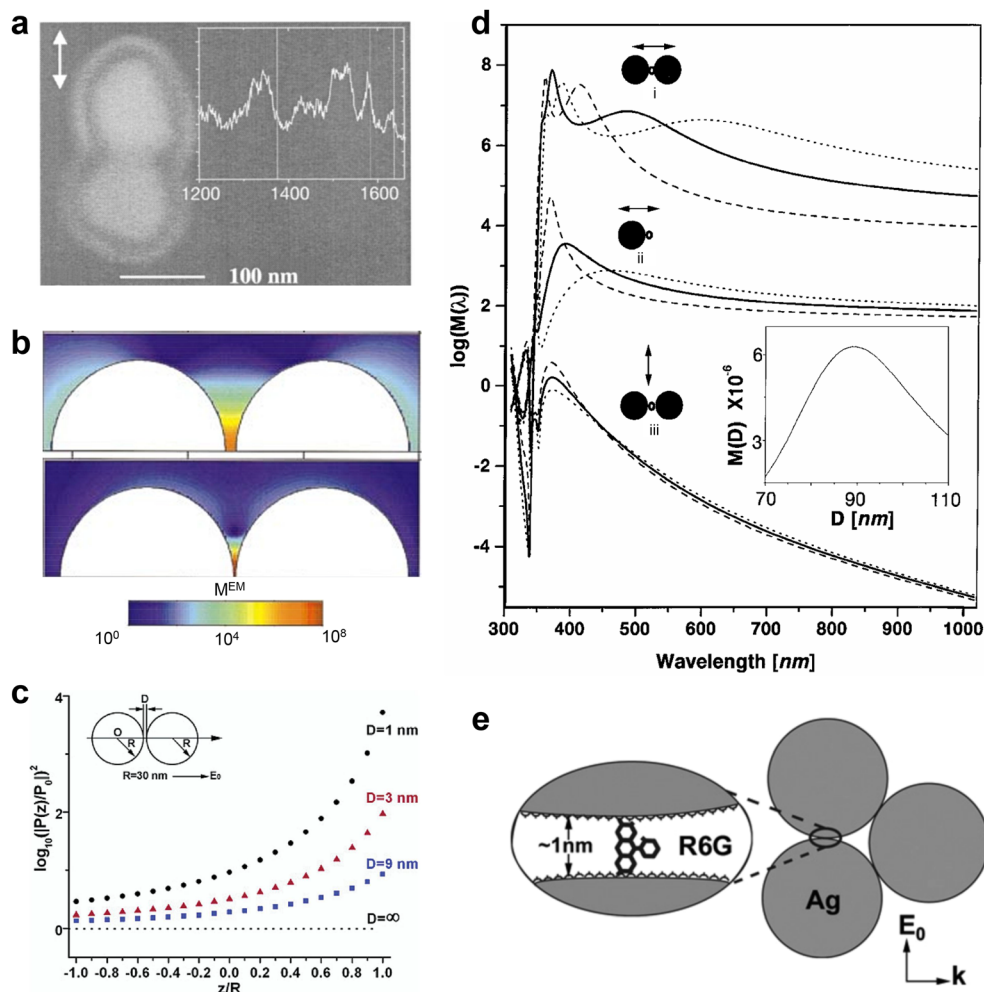 a
1200
1400
1600
100 nm
b
M^EM
10^0
10^4
10^8
c
4
2
0
log10(|P(z)/P0|)^2
D
O
R
R
R=30 nm
E0
D=1 nm
D=3 nm
D=9 nm
D=∞
-1.0
-0.8
-0.6
-0.4
-0.2
0.0
0.2
0.4
0.6
0.8
1.0
z/R
d
8
6
4
2
0
-2
-4
log(M(λ))
i
ii
iii
6
3
M(D) X10^-6
70
90
110
D [nm]
300
400
500
600
700
800
900
1000
Wavelength [nm]
e
~1nm
R6G
Ag
E0
k